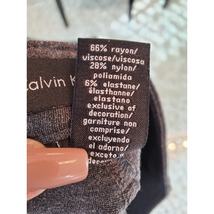 66% rayon/
viscose/viscosa
28% nylon/
poliamida
6% elastane/
élasthanne/
elastano
exclusive of
decoration/
garniture non
comprise/
excluyendo
el adorno/
exceto
alvin K